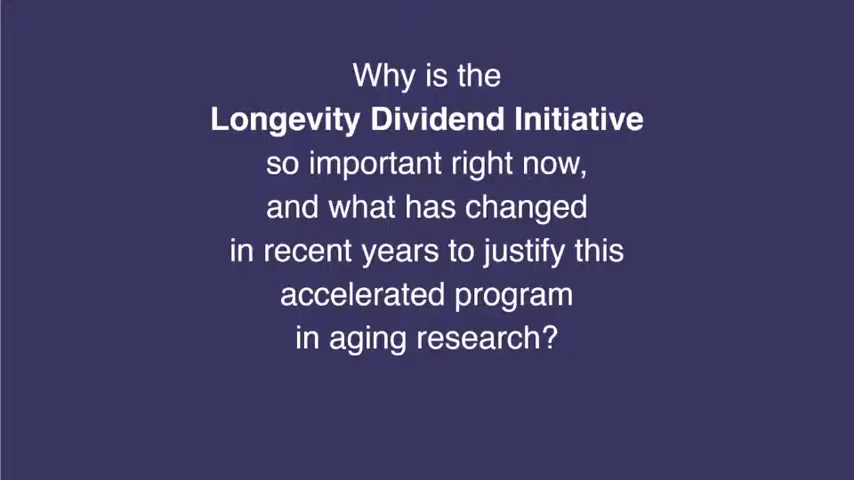 Why is the
Longevity Dividend Initiative
so important right now,
and what has changed
in recent years to justify this
accelerated program
in aging research?